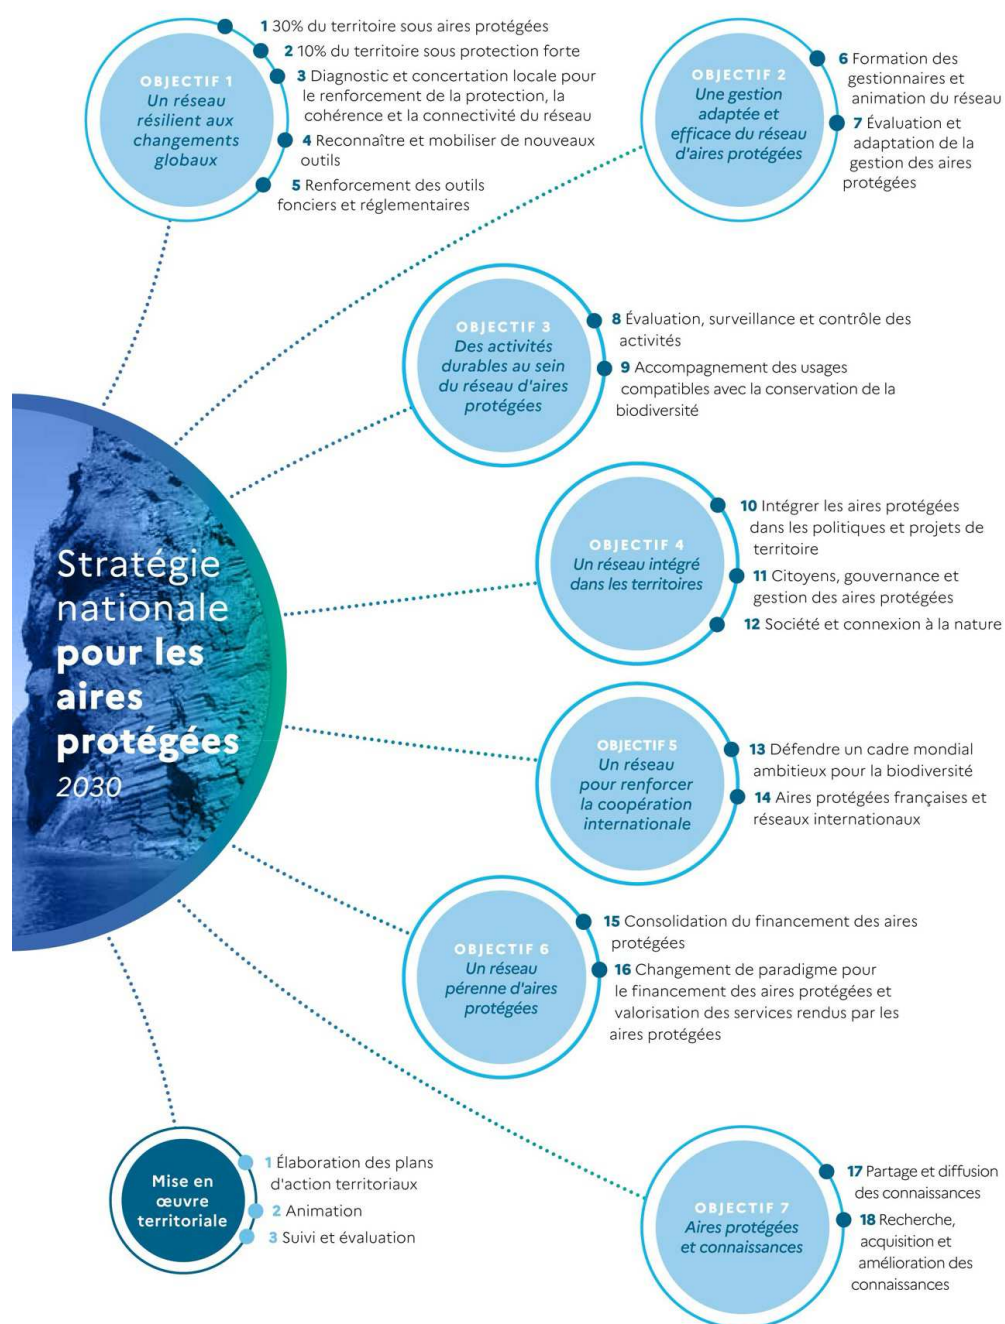 OBJECTIF 1
Un réseau
résilient aux
changements
globaux
1 30% du territoire sous aires protégées
2 10% du territoire sous protection forte
3 Diagnostic et concertation locale pour
le renforcement de la protection, la
cohérence et la connectivité du réseau
4 Reconnaître et mobiliser de nouveaux
outils
5 Renforcement des outils
fonciers et réglementaires
OBJECTIF 2
Une gestion
adaptée et
efficace du réseau
d'aires protégées
6 Formation des
gestionnaires et
animation du réseau
7 Évaluation et
adaptation de la
gestion des aires
protégées
OBJECTIF 3
Des activités
durables au sein
du réseau d'aires
protégées
8 Évaluation, surveillance et contrôle des
activités
9 Accompagnement des usages
compatibles avec la conservation de la
biodiversité
Stratégie
nationale
pour les
aires
protégées
2030
OBJECTIF 4
Un réseau intégré
dans les territoires
10 Intégrer les aires protégées
dans les politiques et projets de
territoire
11 Citoyens, gouvernance et
gestion des aires protégées
12 Société et connexion à la nature
OBJECTIF 5
Un réseau
pour renforcer
la coopération
internationale
13 Défendre un cadre mondial
ambitieux pour la biodiversité
14 Aires protégées françaises et
réseaux internationaux
OBJECTIF 6
Un réseau
pérenne d'aires
protégées
15 Consolidation du financement des aires
protégées
16 Changement de paradigme pour
le financement des aires protégées et
valorisation des services rendus par les
aires protégées
Mise en
œuvre
territoriale
1 Élaboration des plans
d'action territoriaux
2 Animation
3 Suivi et évaluation
OBJECTIF 7
Aires protégées
et connaissances
17 Partage et diffusion
des connaissances
18 Recherche,
acquisition et
amélioration des
connaissances